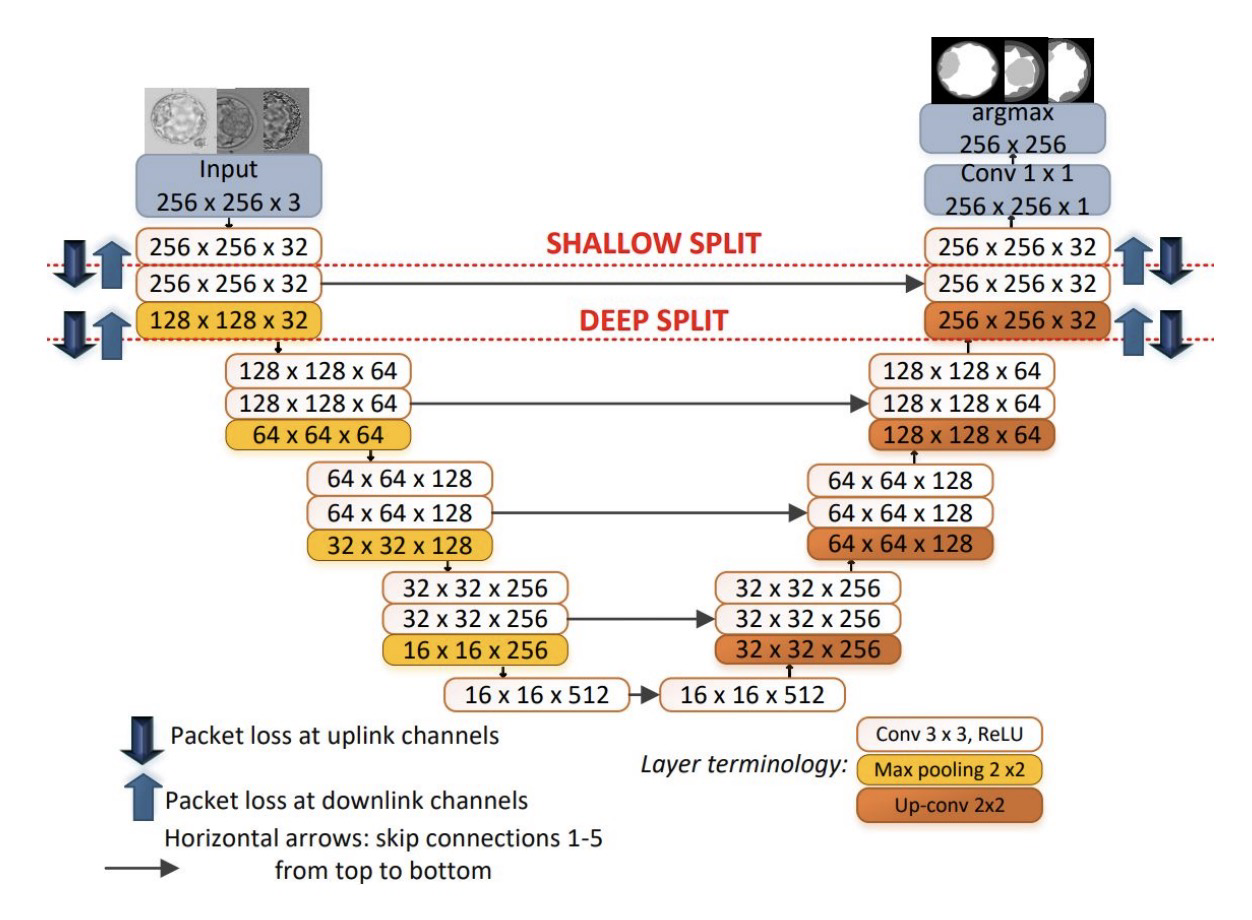 argmax
256 x 256
Input
256 x 256 x 3
Conv 1 x 1
256 x 256 x 1
256 x 256 x 32
SHALLOW SPLIT
256 x 256 x 32
256 x 256 x 32
256 x 256 x 32
128 x 128 x 32
DEEP SPLIT
256 x 256 x 32
128 x 128 x 64
128 x 128 x 64
128 x 128 x 64
128 x 128 x 64
64 x 64 x 64
128 x 128 x 64
64 x 64 x 128
64 x 64 x 128
64 x 64 x 128
64 x 64 x 128
32 x 32 x 128
64 x 64 x 128
32 x 32 x 256
32 x 32 x 256
32 x 32 x 256
32 x 32 x 256
16 x 16 x 256
32 x 32 x 256
16 x 16 x 512
16 x 16 x 512
Packet loss at uplink channels
Packet loss at downlink channels
Horizontal arrows: skip connections 1-5
from top to bottom
Layer terminology:
Conv 3 x 3, ReLU
Max pooling 2 x2
Up-conv 2x2